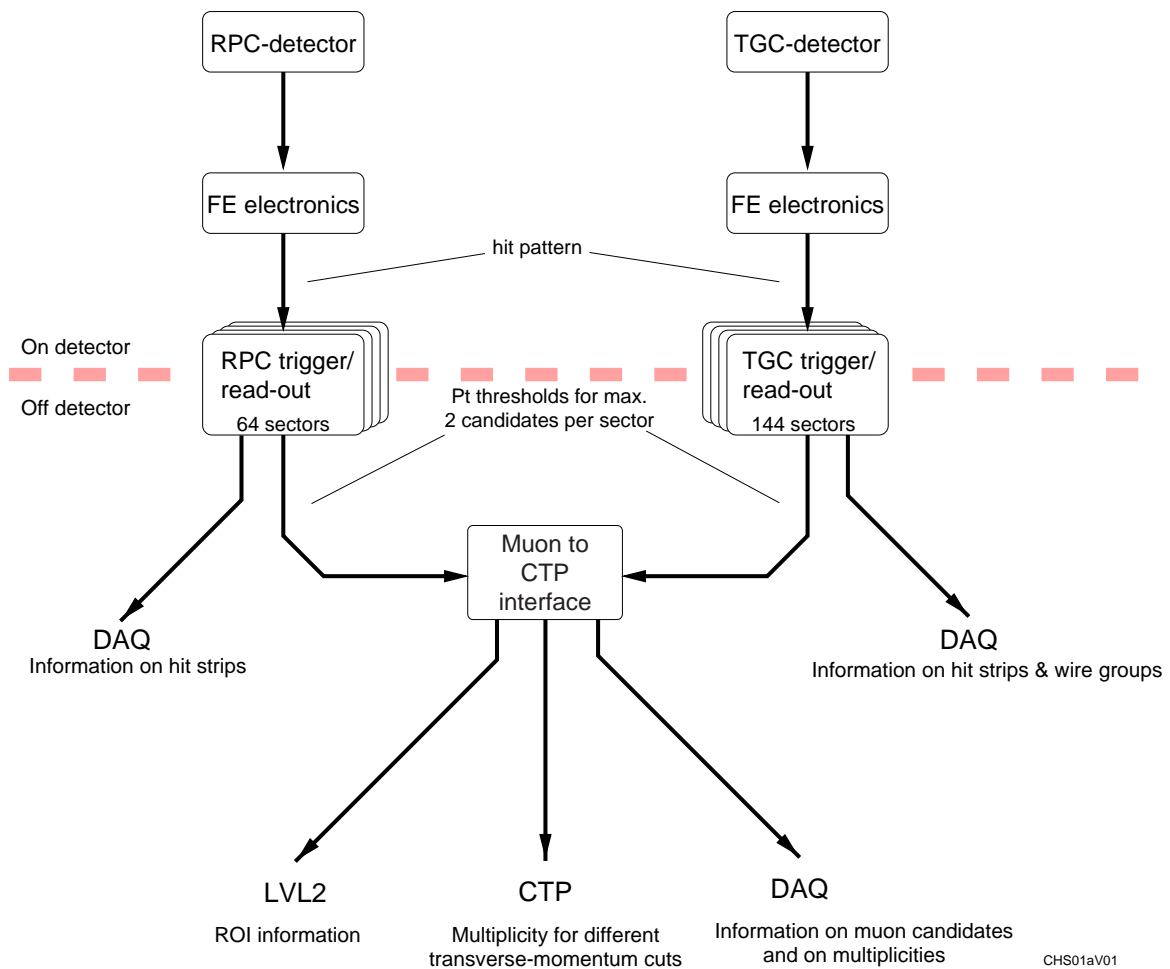 RPC-detector
TGC-detector
FE electronics
FE electronics
hit pattern
On detector
Off detector
RPC trigger/
read-out
64 sectors
Pt thresholds for max.
2 candidates per sector
TGC trigger/
read-out
144 sectors
Muon to
CTP
interface
DAQ
Information on hit strips
DAQ
Information on hit strips & wire groups
LVL2
ROI information
CTP
Multiplicity for different
transverse-momentum cuts
DAQ
Information on muon candidates
and on multiplicities
CHS01aV01